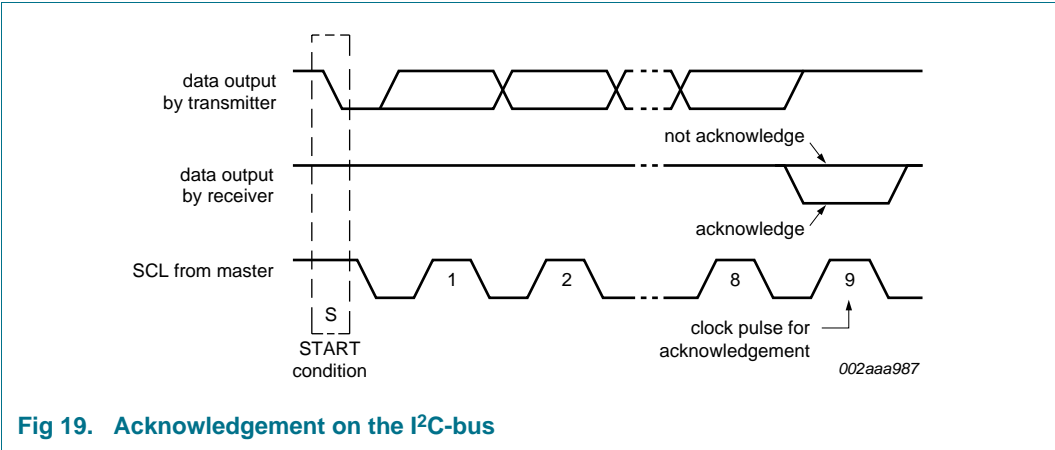 data output
by transmitter
not acknowledge
data output
by receiver
acknowledge
SCL from master
1
2
8
9
S
START
condition
clock pulse for
acknowledgement
002aaa987
Fig 19. Acknowledgement on the I²C-bus